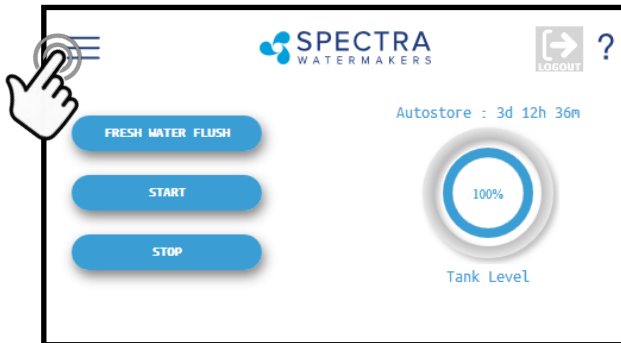 SPECTRA
WATERMAKERS
LOGOUT
?
Autostore : 3d 12h 36m
FRESH WATER FLUSH
START
100%
STOP
Tank Level